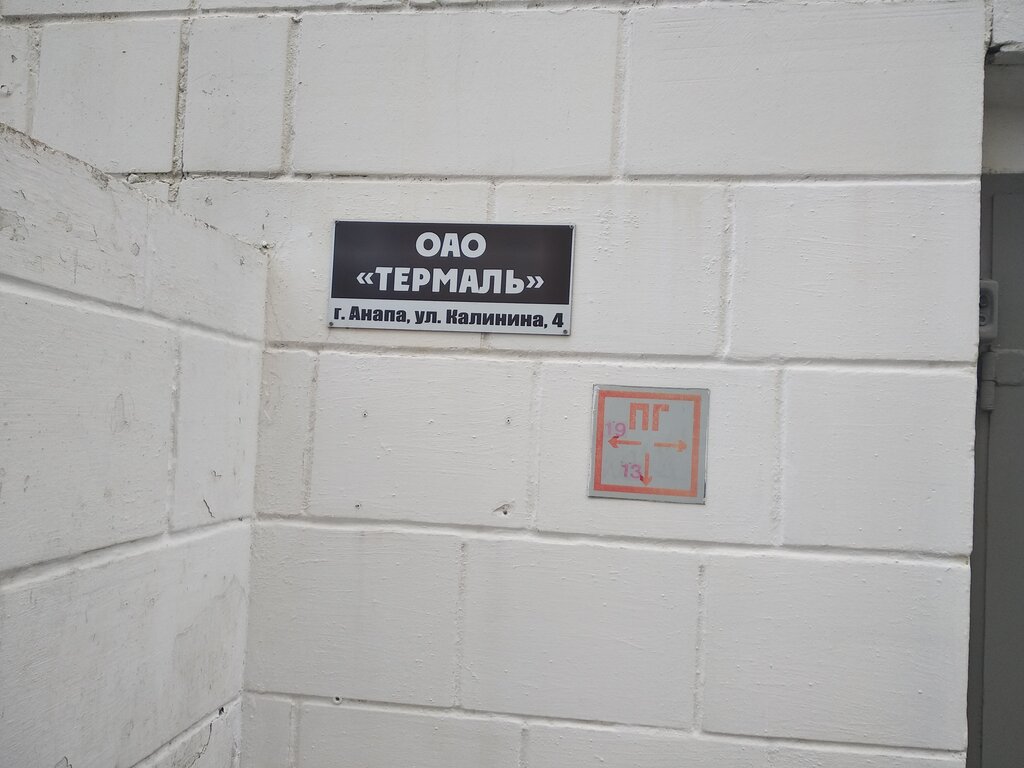 ОАО
«ТЕРМАЛЬ»
г. Анапа, ул. Калинина, 4
ПГ
19
13